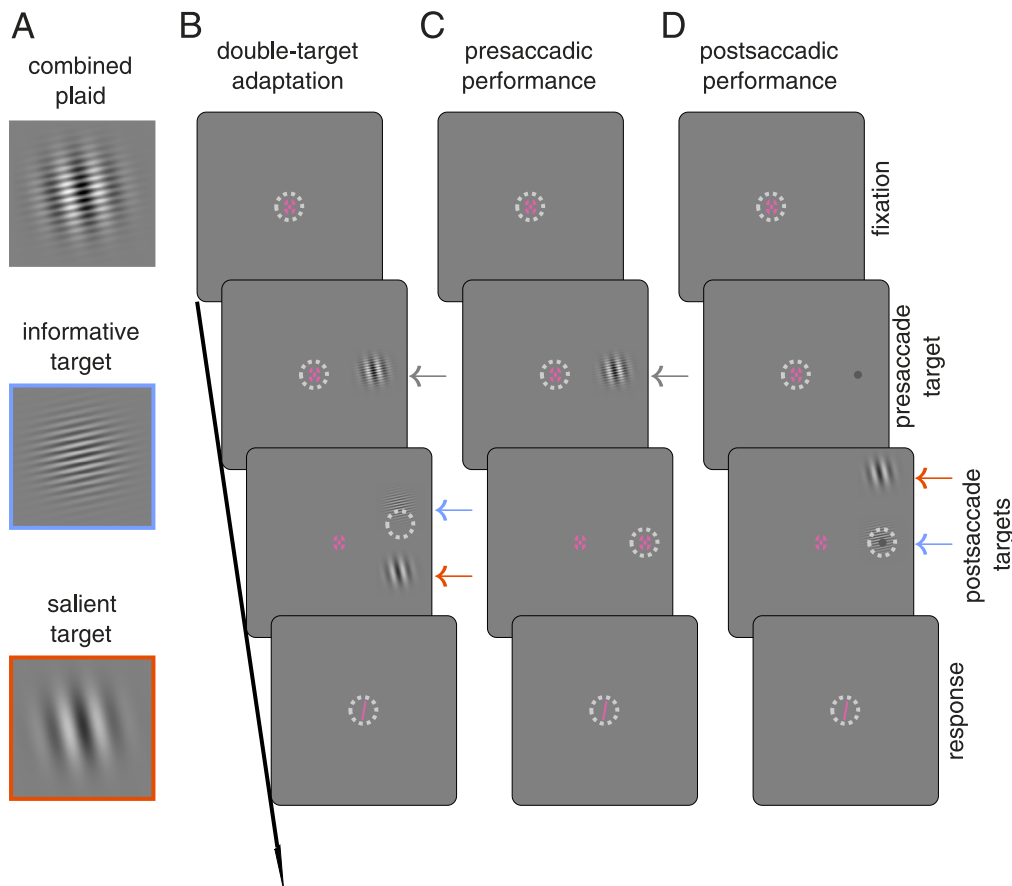 A
combined
plaid
informative
target
salient
target
B
double-target
adaptation
C
presaccadic
performance
D
postsaccadic
performance
fixation
presaccade
target
postsaccade
targets
response